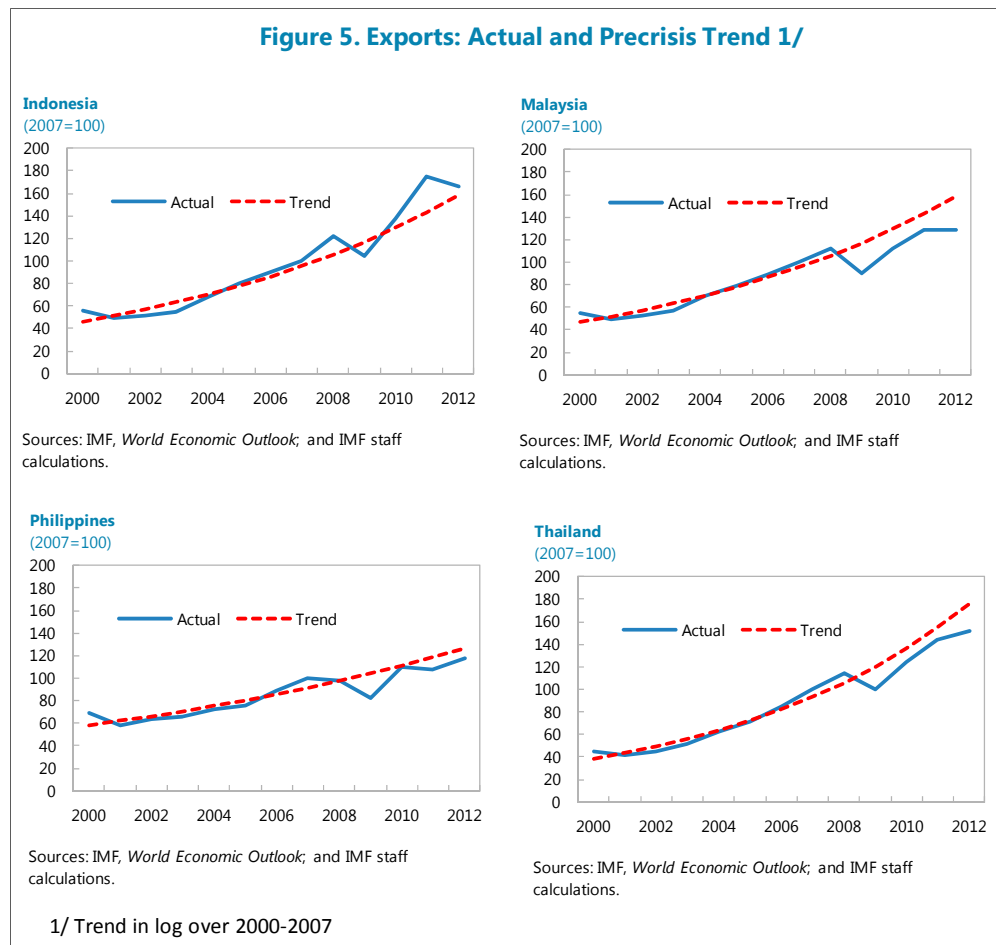 Figure 5. Exports: Actual and Precrisis Trend 1/
Indonesia
(2007=100)
200
180
160
140
120
100
80
60
40
20
0
Actual
Trend
2000 2002 2004 2006 2008 2010 2012
Sources: IMF, World Economic Outlook; and IMF staff
calculations.
Malaysia
(2007=100)
200
180
160
140
120
100
80
60
40
20
0
Actual
Trend
2000 2002 2004 2006 2008 2010 2012
Sources: IMF, World Economic Outlook; and IMF staff
calculations.
Philippines
(2007=100)
200
180
160
140
120
100
80
60
40
20
0
Actual
Trend
2000 2002 2004 2006 2008 2010 2012
Sources: IMF, World Economic Outlook; and IMF staff
calculations.
Thailand
(2007=100)
200
180
160
140
120
100
80
60
40
20
0
Actual
Trend
2000 2002 2004 2006 2008 2010 2012
Sources: IMF, World Economic Outlook; and IMF staff
calculations.
1/ Trend in log over 2000-2007